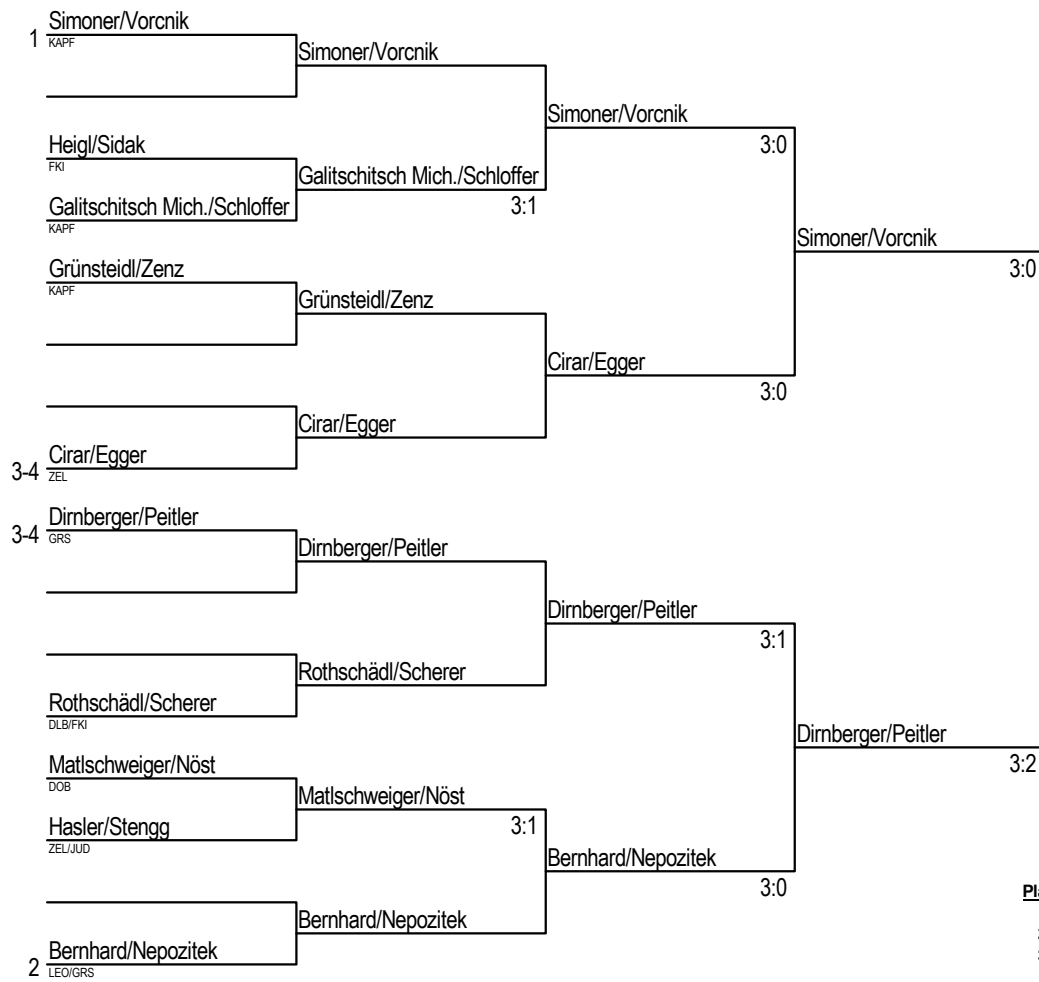 Simoner/Vorcnik
1
KAPF
Simoner/Vorcnik
Simoner/Vorcnik
3:0
Heigl/Sidak
FKI
Galitschitsch Mich./Schloffer
3:1
Galitschitsch Mich./Schloffer
KAPF
Simoner/Vorcnik
3:0
Grünsteidl/Zenz
KAPF
Grünsteidl/Zenz
Cirar/Egger
3:0
Cirar/Egger
Cirar/Egger
3-4
ZEL
Dirnberger/Peitler
3-4
GRS
Dirnberger/Peitler
Dirnberger/Peitler
3:1
Rothschädl/Scherer
Rothschädl/Scherer
DLB/FKI
Dirnberger/Peitler
3:2
Matlschweiger/Nöst
DOB
Matlschweiger/Nöst
3:1
Hasler/Stengg
ZEL/JUD
Bernhard/Nepozitek
3:0
Bernhard/Nepozitek
Bernhard/Nepozitek
2
LEO/GRS